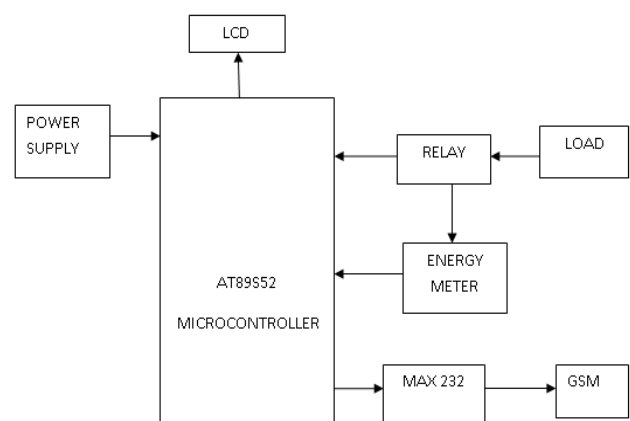 LCD
POWER
SUPPLY
RELAY
LOAD
ENERGY
METER
AT89S52
MICROCONTROLLER
MAX 232
GSM